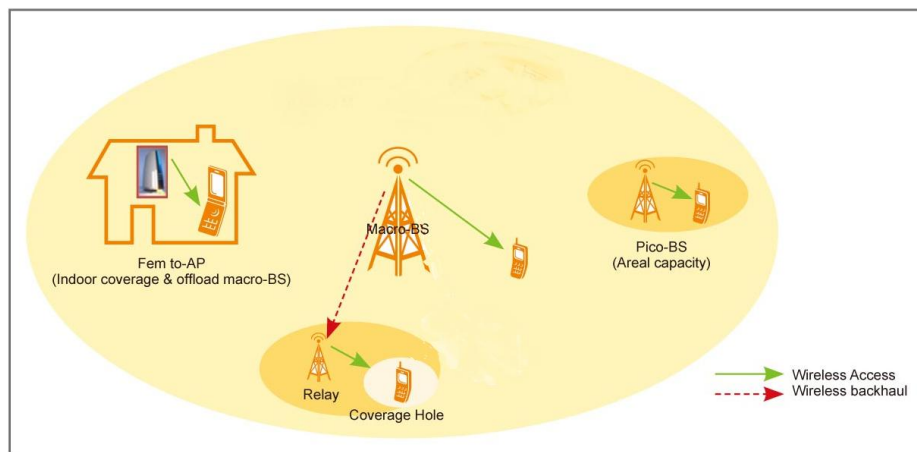 Macro-BS
Fem to-AP
(Indoor coverage & offload macro-BS)
Pico-BS
(Areal capacity)
Relay
Coverage Hole
Wireless Access
Wireless backhaul